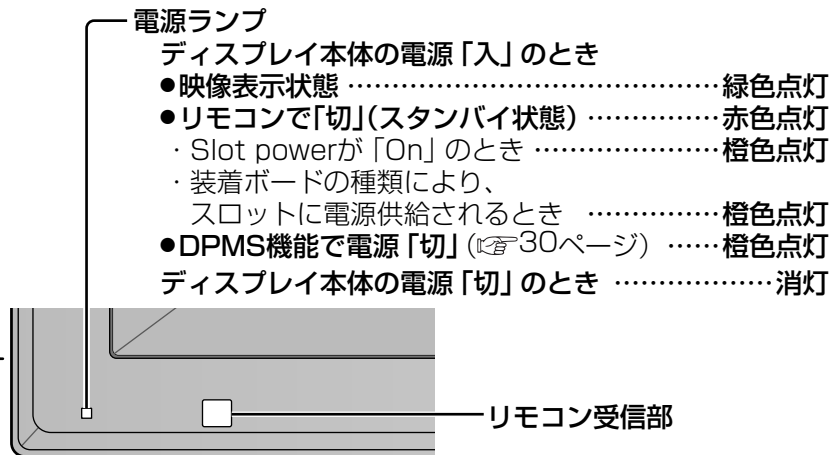 電源ランプ
ディスプレイ本体の電源「入」のとき
●映像表示状態 ……………………………………緑色点灯
●リモコンで「切」(スタンバイ状態) ……………赤色点灯
・Slot powerが「On」のとき …………………橙色点灯
・装着ボードの種類により、
スロットに電源供給されるとき ……………橙色点灯
●DPMS機能で電源「切」(☞30ページ) ……橙色点灯
ディスプレイ本体の電源「切」のとき ………………消灯
リモコン受信部